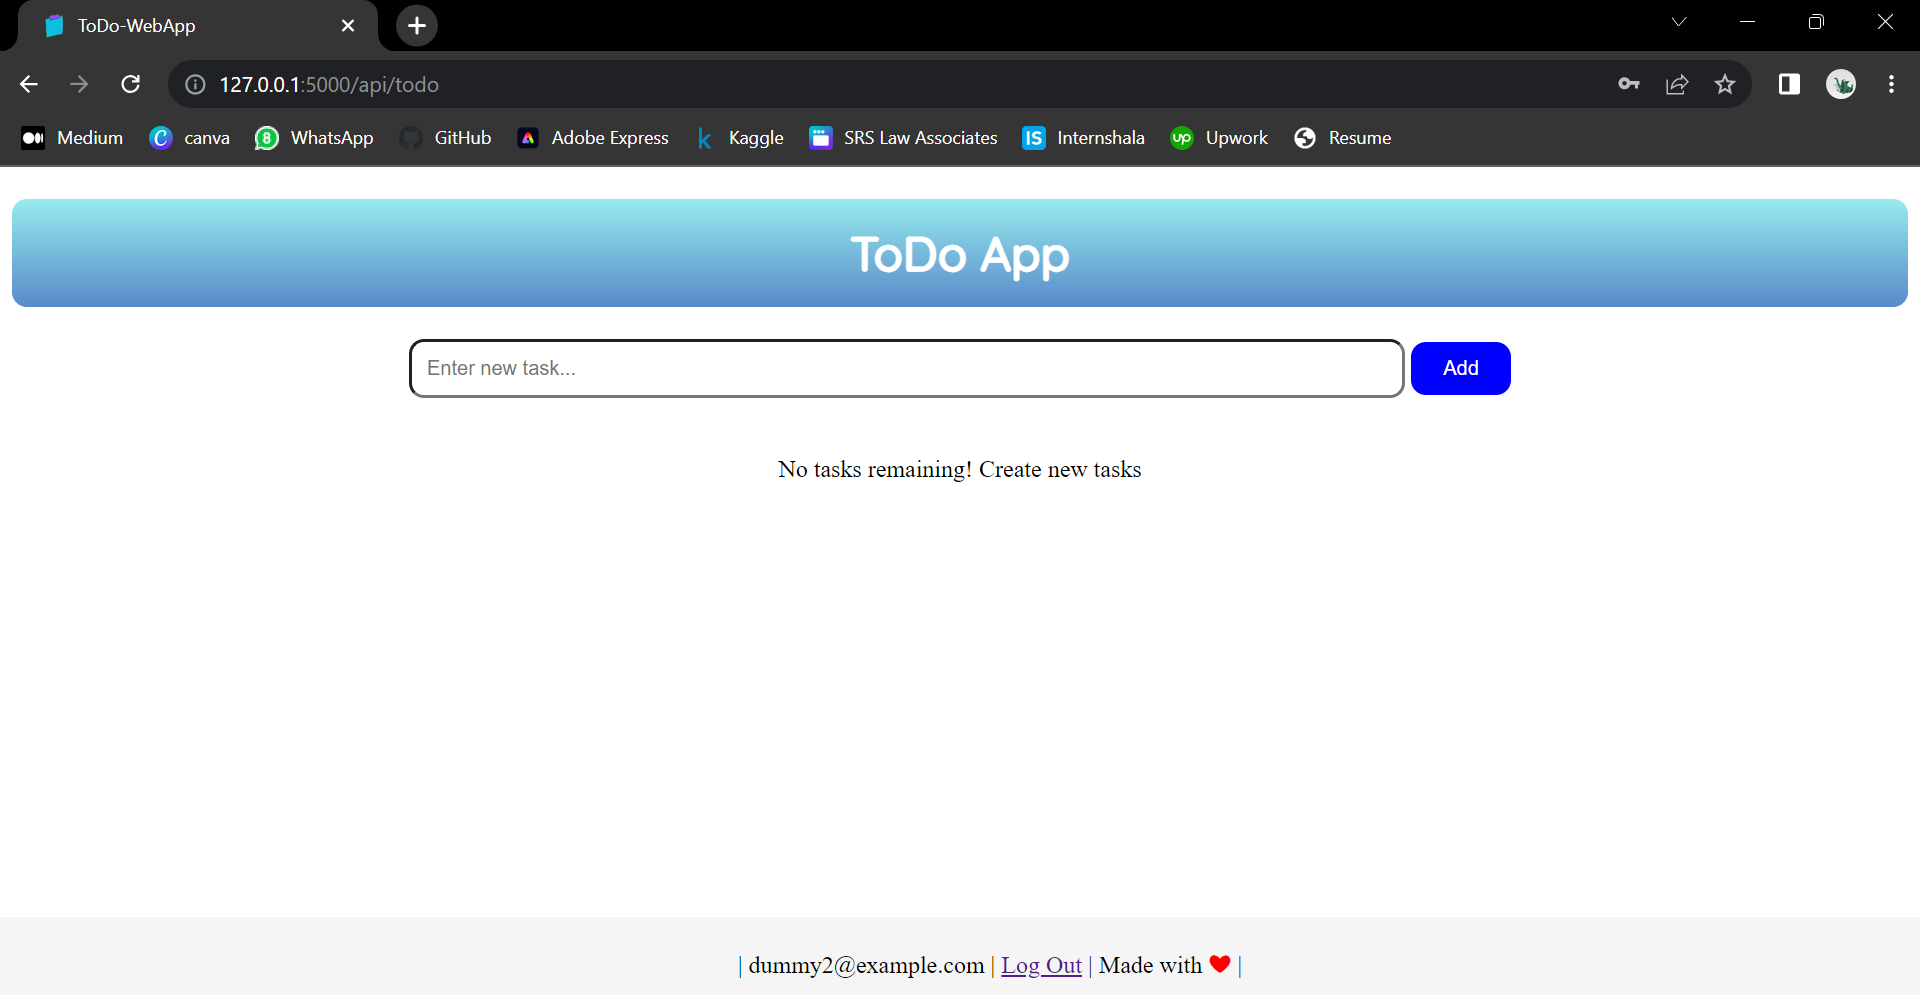 ToDo-WebApp
127.0.0.1:5000/api/todo
Medium canva WhatsApp GitHub Adobe Express Kaggle SRS Law Associates Internshala Upwork Resume
ToDo App
Enter new task... Add
No tasks remaining! Create new tasks
| dummy2@example.com | Log Out | Made with ❤ |